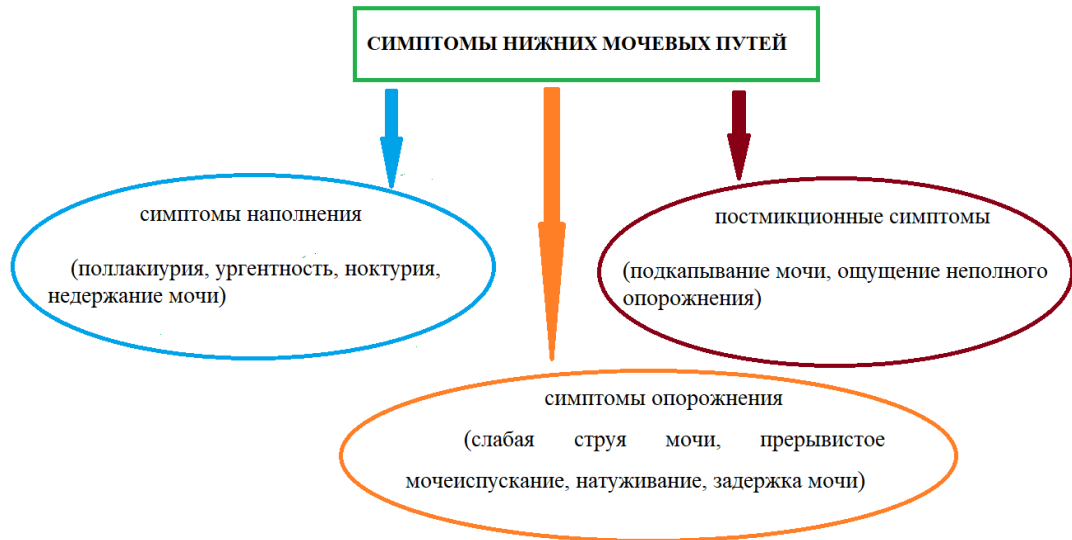 СИМПТОМЫ НИЖНИХ МОЧЕВЫХ ПУТЕЙ
симптомы наполнения
(поллакиурия, ургентность, ноктурия,
недержание мочи)
постмикционные симптомы
(подкапывание мочи, ощущение неполного
опорожнения)
симптомы опорожнения
(слабая струя мочи, прерывистое
мочеиспускание, натуживание, задержка мочи)